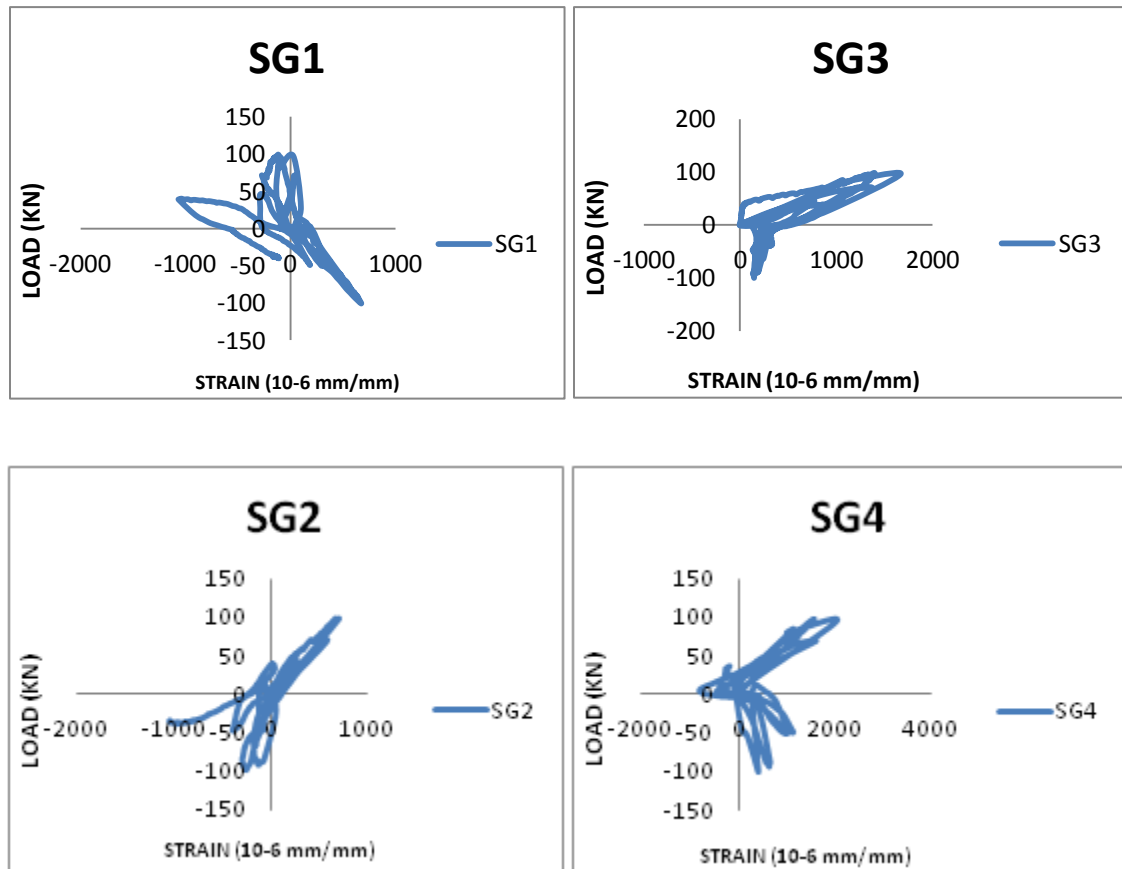 SG1
150
100
50
0
-50
-100
-150
-2000 -1000 0 1000
LOAD (KN)
STRAIN (10-6 mm/mm)
SG1
SG3
200
100
0
-100
-200
-1000 0 1000 2000
LOAD (KN)
STRAIN (10-6 mm/mm)
SG3
SG2
150
100
50
0
-50
-100
-150
-2000 -1000 0 1000
LOAD (KN)
STRAIN (10-6 mm/mm)
SG2
SG4
150
100
50
0
-50
-100
-150
-2000 0 2000 4000
LOAD (KN)
STRAIN (10-6 mm/mm)
SG4